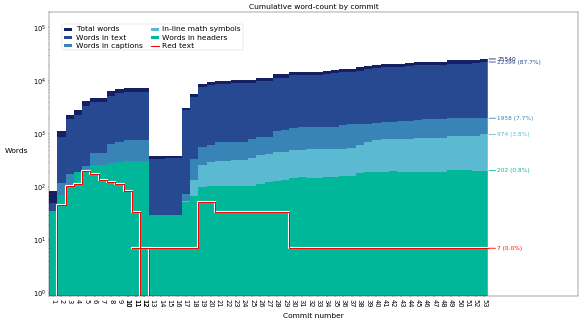 Cumulative word-count by commit
Total words
Words in text
Words in captions
In-line math symbols
Words in headers
Red text
Words
10⁵
10⁴
10³
10²
10¹
10⁰
22399 (87.7%)
1958 (7.7%)
974 (3.8%)
202 (0.8%)
7 (0.0%)
1 2 3 4 5 6 7 8 9 10 11 12 13 14 15 16 17 18 19 20 21 22 23 24 25 26 27 28 29 30 31 32 33 34 35 36 37 38 39 40 41 42 43 44 45 46 47 48 49 50 51 52 53
Commit number